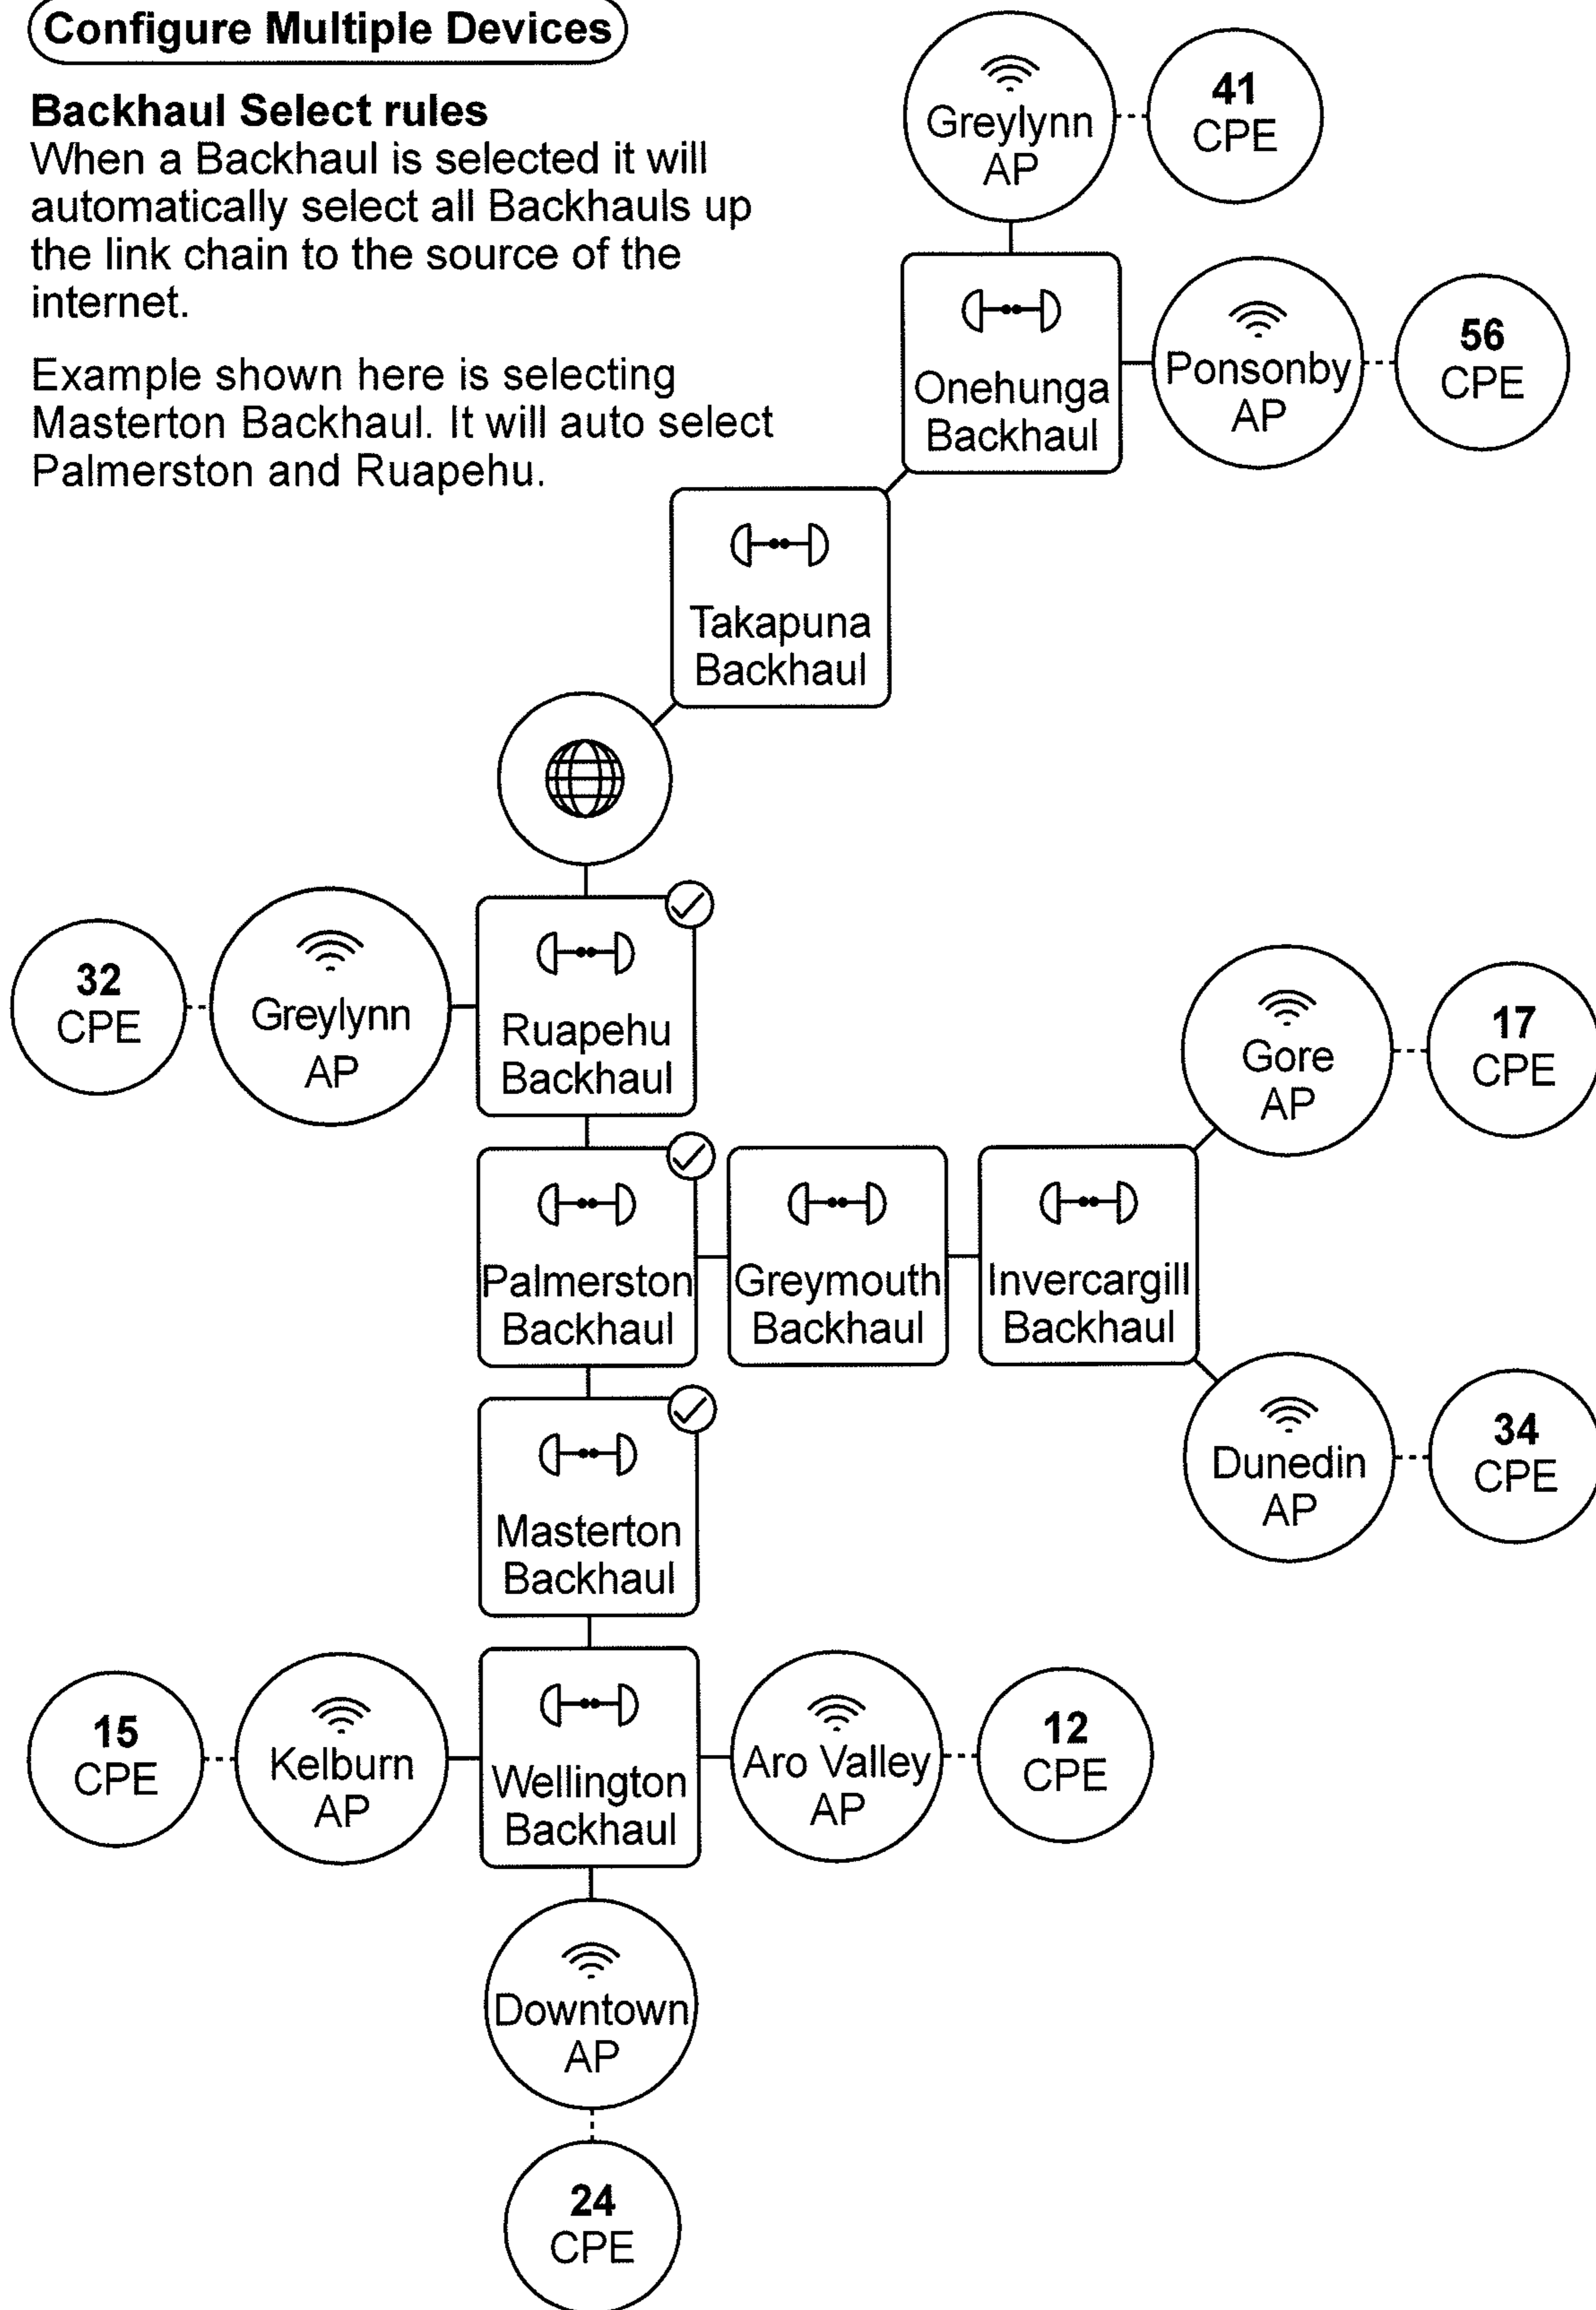 Configure Multiple Devices
Backhaul Select rules
When a Backhaul is selected it will
automatically select all Backhauls up
the link chain to the source of the
internet.
Example shown here is selecting
Masterton Backhaul. It will auto select
Palmerston and Ruapehu.
Greylynn
AP
41
CPE
Onehunga
Backhaul
Ponsonby
AP
56
CPE
Takapuna
Backhaul
32
CPE
Greylynn
AP
Ruapehu
Backhaul
Gore
AP
17
CPE
Palmerston
Backhaul
Greymouth
Backhaul
Invercargill
Backhaul
Dunedin
AP
34
CPE
Masterton
Backhaul
15
CPE
Kelburn
AP
Wellington
Backhaul
Aro Valley
AP
12
CPE
Downtown
AP
24
CPE